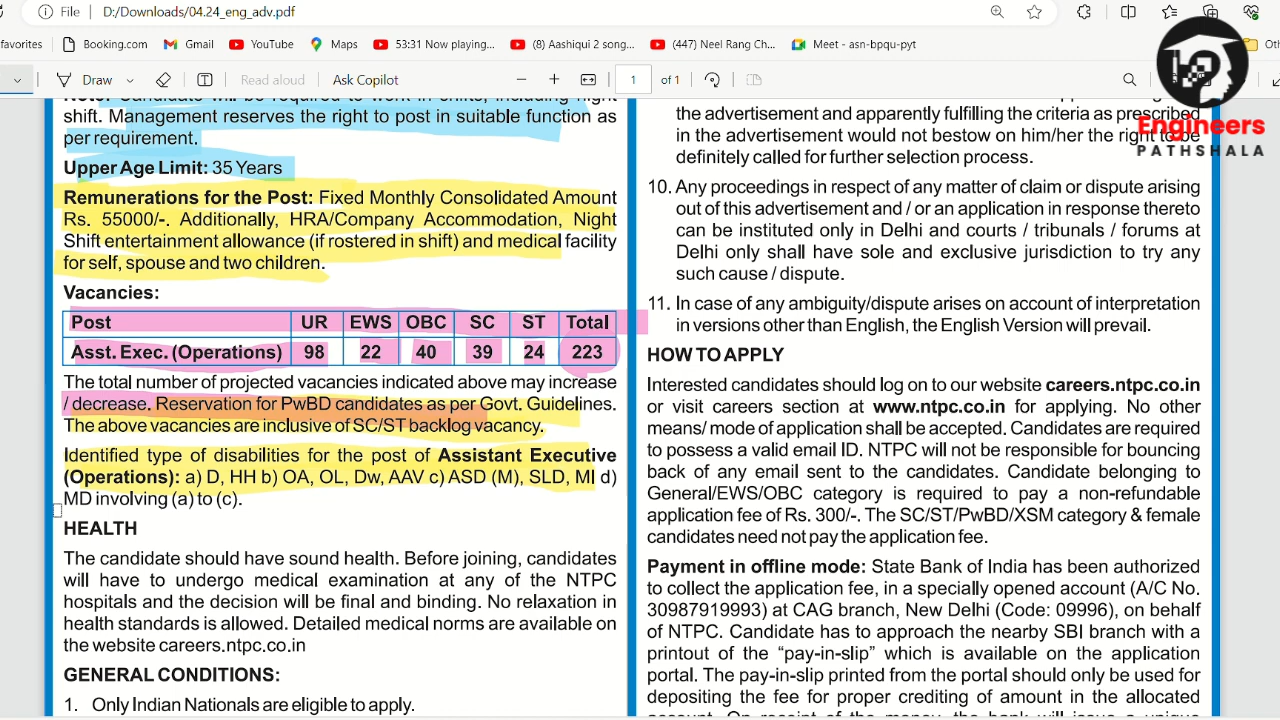 File
D:/Downloads/04.24_eng_adv.pdf
favorites
Booking.com
Gmail
YouTube
Maps
53:31 Now playing...
(8) Aashiqui 2 song...
(447) Neel Rang Ch...
Meet - asn-bpqu-pyt
Draw
Read aloud
Ask Copilot
1
of 1
Engineers
PATHSHALA
Note: Candidate will be required to work in shifts, including night
shift. Management reserves the right to post in suitable function as
per requirement.
Upper Age Limit: 35 Years
Remunerations for the Post: Fixed Monthly Consolidated Amount
Rs. 55000/-. Additionally, HRA/Company Accommodation, Night
Shift entertainment allowance (if rostered in shift) and medical facility
for self, spouse and two children.
Vacancies:
Post UR EWS OBC SC ST Total
Asst. Exec. (Operations) 98 22 40 39 24 223
The total number of projected vacancies indicated above may increase
/ decrease. Reservation for PwBD candidates as per Govt. Guidelines.
The above vacancies are inclusive of SC/ST backlog vacancy.
Identified type of disabilities for the post of Assistant Executive
(Operations): a) D, HH b) OA, OL, Dw, AAV c) ASD (M), SLD, MI d)
MD involving (a) to (c).
HEALTH
The candidate should have sound health. Before joining, candidates
will have to undergo medical examination at any of the NTPC
hospitals and the decision will be final and binding. No relaxation in
health standards is allowed. Detailed medical norms are available on
the website careers.ntpc.co.in
GENERAL CONDITIONS:
1. Only Indian Nationals are eligible to apply.
the advertisement and apparently fulfilling the criteria as prescribed
in the advertisement would not bestow on him/her the right to be
definitely called for further selection process.
10. Any proceedings in respect of any matter of claim or dispute arising
out of this advertisement and / or an application in response thereto
can be instituted only in Delhi and courts / tribunals / forums at
Delhi only shall have sole and exclusive jurisdiction to try any
such cause / dispute.
11. In case of any ambiguity/dispute arises on account of interpretation
in versions other than English, the English Version will prevail.
HOW TO APPLY
Interested candidates should log on to our website careers.ntpc.co.in
or visit careers section at www.ntpc.co.in for applying. No other
means/ mode of application shall be accepted. Candidates are required
to possess a valid email ID. NTPC will not be responsible for bouncing
back of any email sent to the candidates. Candidate belonging to
General/EWS/OBC category is required to pay a non-refundable
application fee of Rs. 300/-. The SC/ST/PwBD/XSM category & female
candidates need not pay the application fee.
Payment in offline mode: State Bank of India has been authorized
to collect the application fee, in a specially opened account (A/C No.
30987919993) at CAG branch, New Delhi (Code: 09996), on behalf
of NTPC. Candidate has to approach the nearby SBI branch with a
printout of the "pay-in-slip" which is available on the application
portal. The pay-in-slip printed from the portal should only be used for
depositing the fee for proper crediting of amount in the allocated